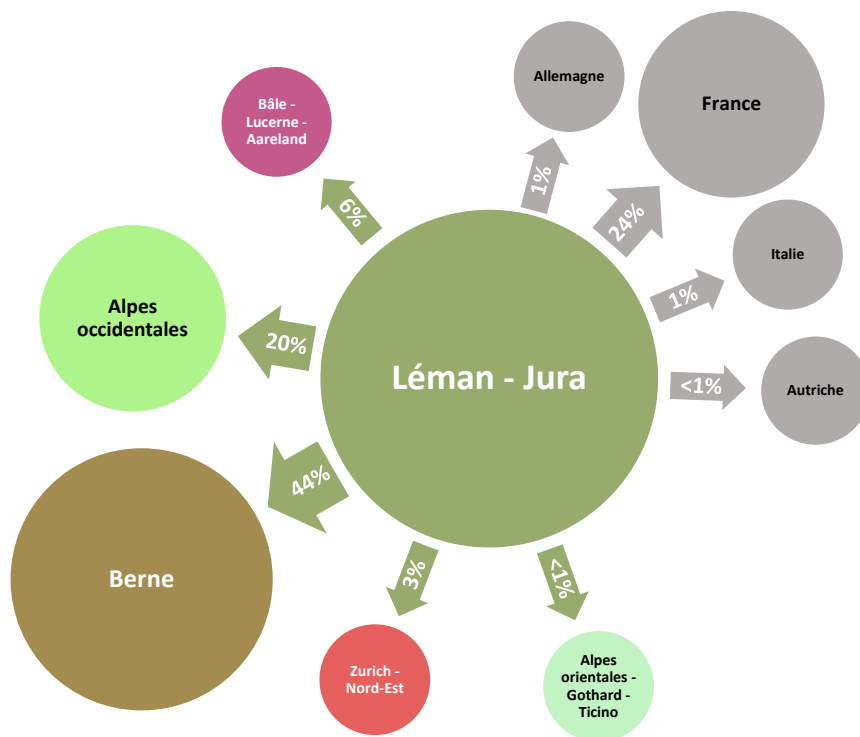 Allemagne
France
Bâle -
Lucerne -
Aareland
1%
6%
24%
Italie
1%
Alpes
occidentales
20%
Léman - Jura
<1%
Autriche
44%
Berne
3%
<1%
Zurich -
Nord-Est
Alpes
orientales -
Gothard -
Ticino